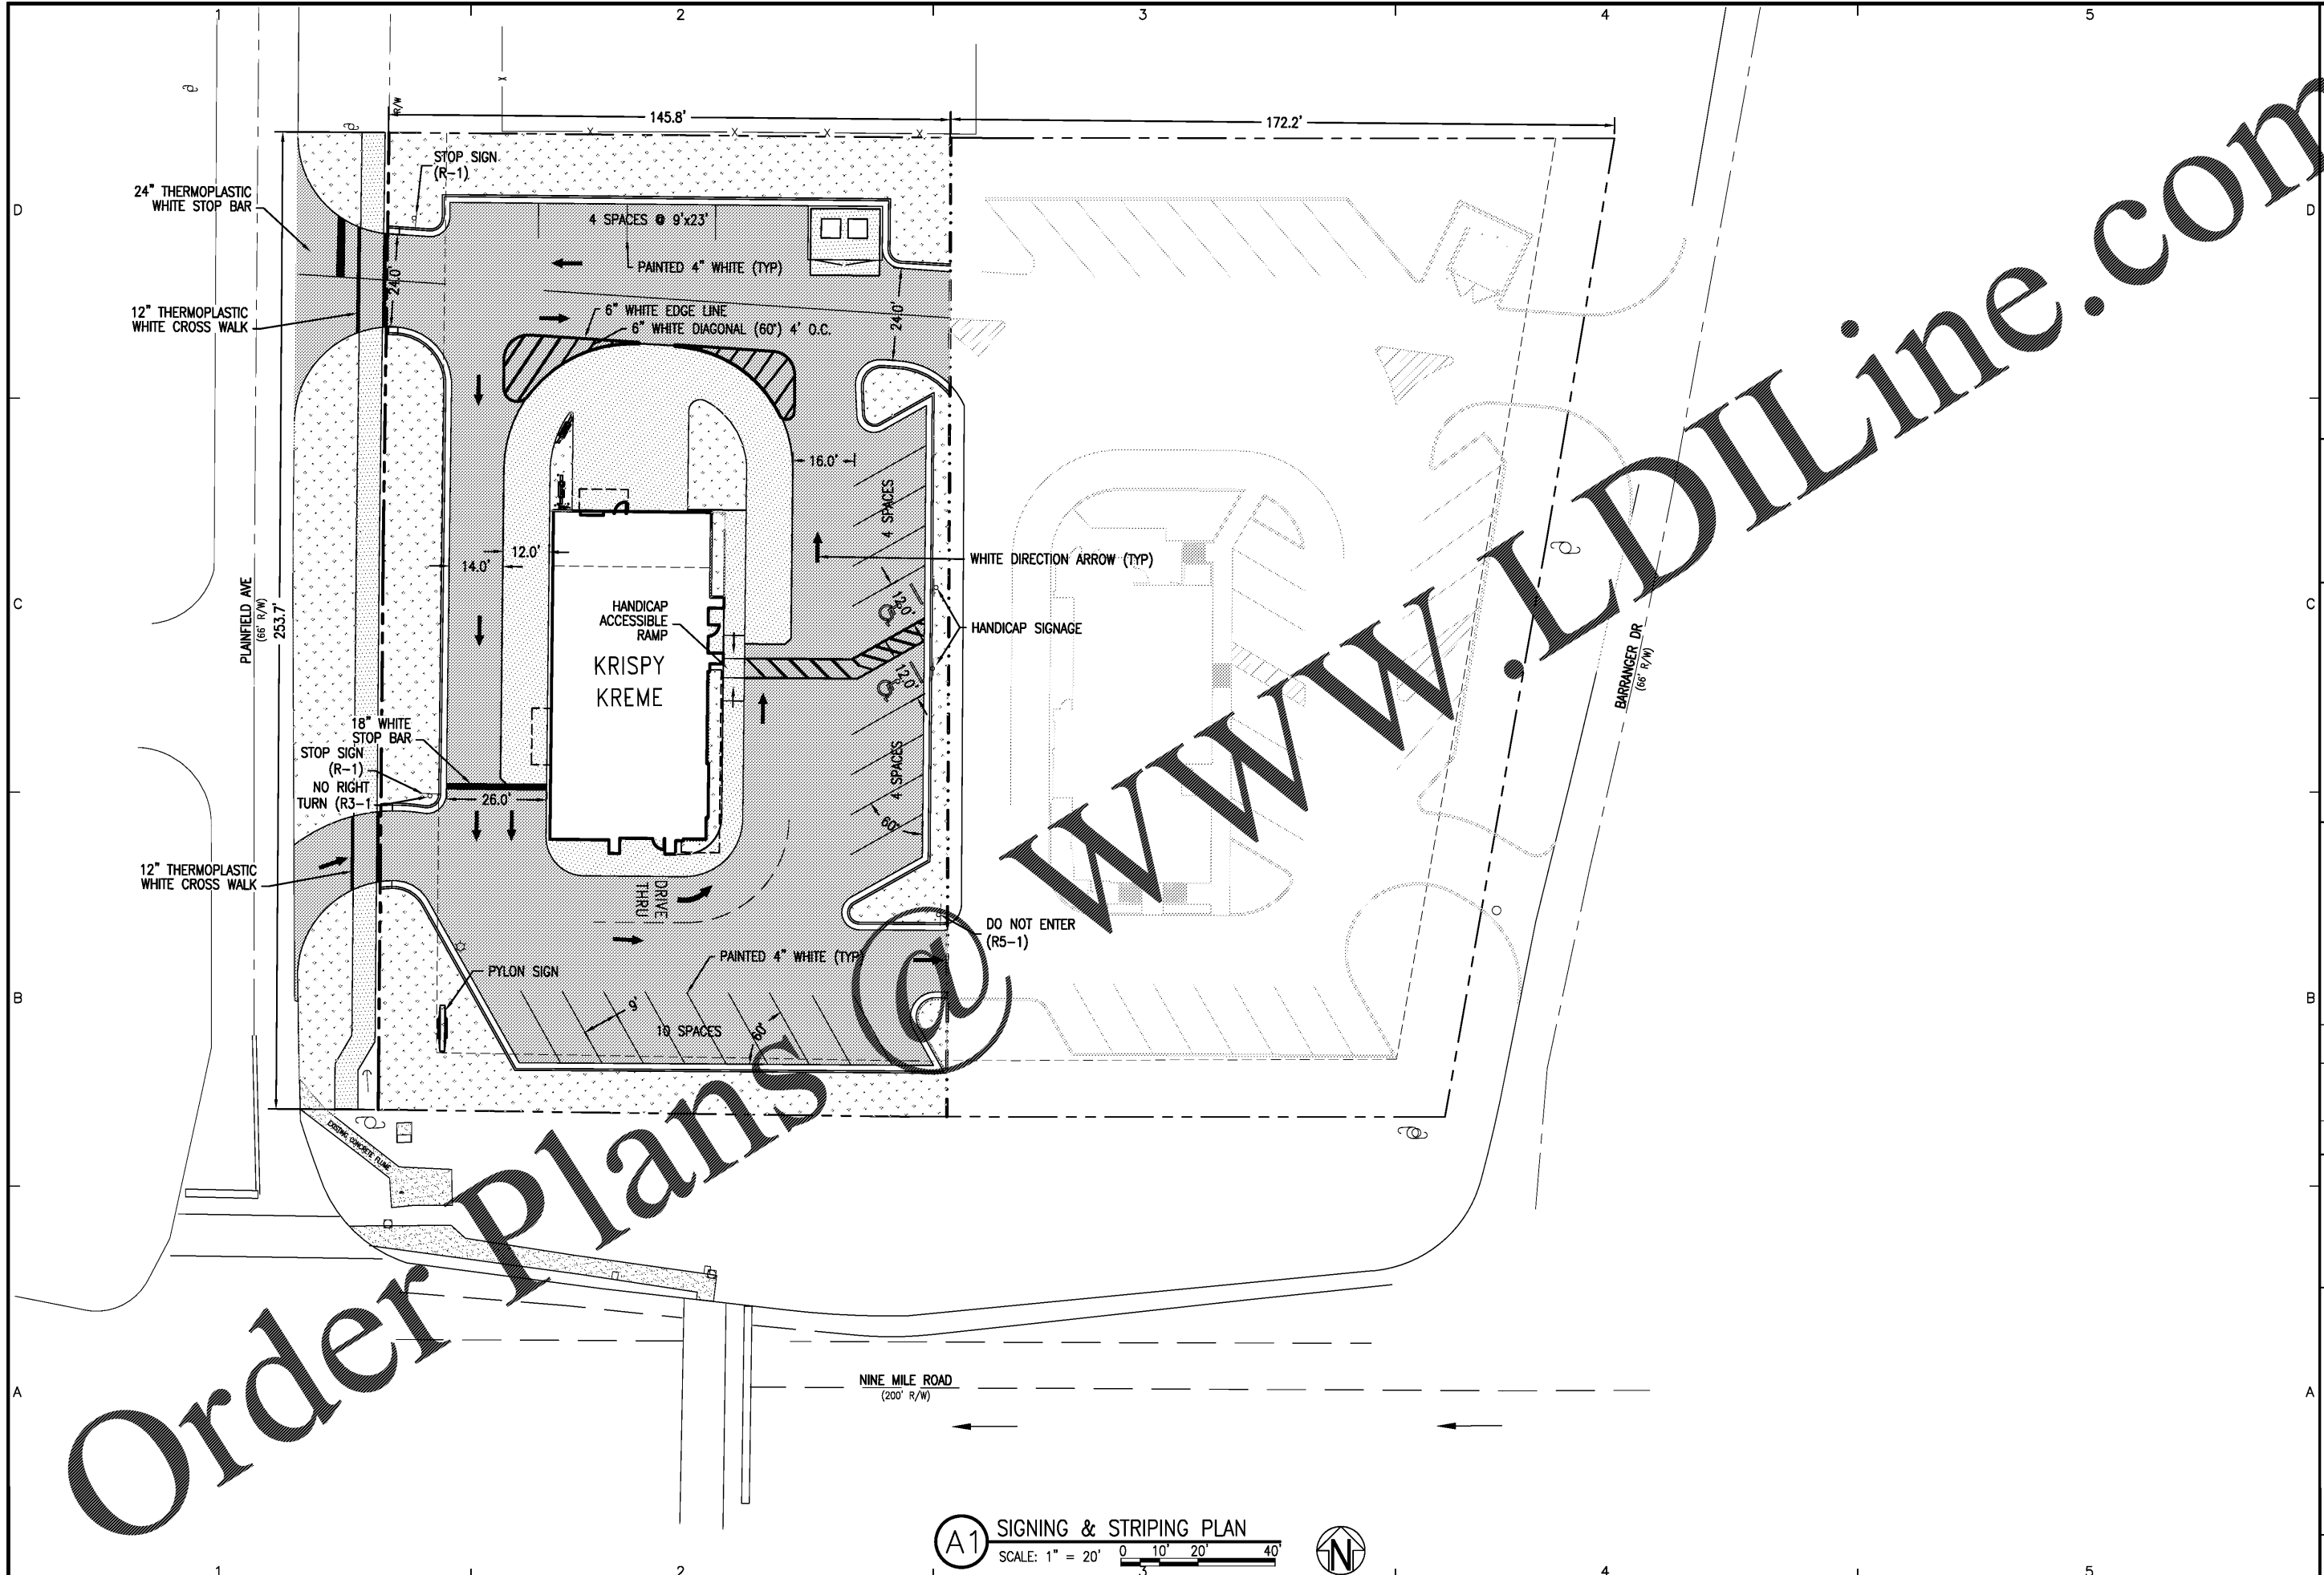 1 2 3 4 5
R/W
145.8'
172.2'
STOP SIGN
(R-1)
24" THERMOPLASTIC
WHITE STOP BAR
D
D
4 SPACES @ 9'x23'
PAINTED 4" WHITE (TYP)
24.0'
24.0'
12" THERMOPLASTIC
WHITE CROSS WALK
6" WHITE EDGE LINE
6" WHITE DIAGONAL (60°) 4' O.C.
16.0'
4 SPACES
12.0'
14.0'
WHITE DIRECTION ARROW (TYP)
PLAINFIELD AVE
(66' R/W)
253.7'
C
C
HANDICAP
ACCESSIBLE
RAMP
12.0'
HANDICAP SIGNAGE
KRISPY
KREME
12.0'
BARRANGER DR
(66' R/W)
18" WHITE
STOP BAR
STOP SIGN
(R-1)
NO RIGHT
TURN (R3-1
26.0'
4 SPACES
60°
12" THERMOPLASTIC
WHITE CROSS WALK
DRIVE
THRU
DO NOT ENTER
(R5-1)
PAINTED 4" WHITE (TYP)
PYLON SIGN
B
B
9'
10 SPACES
60°
EXISTING CONCRETE FLUME
NINE MILE ROAD
(200' R/W)
A
A
Order Plans @ www.LDILine.com
A1
SIGNING & STRIPING PLAN
SCALE: 1" = 20'
0 10' 20' 40'
N
1 2 3 4 5